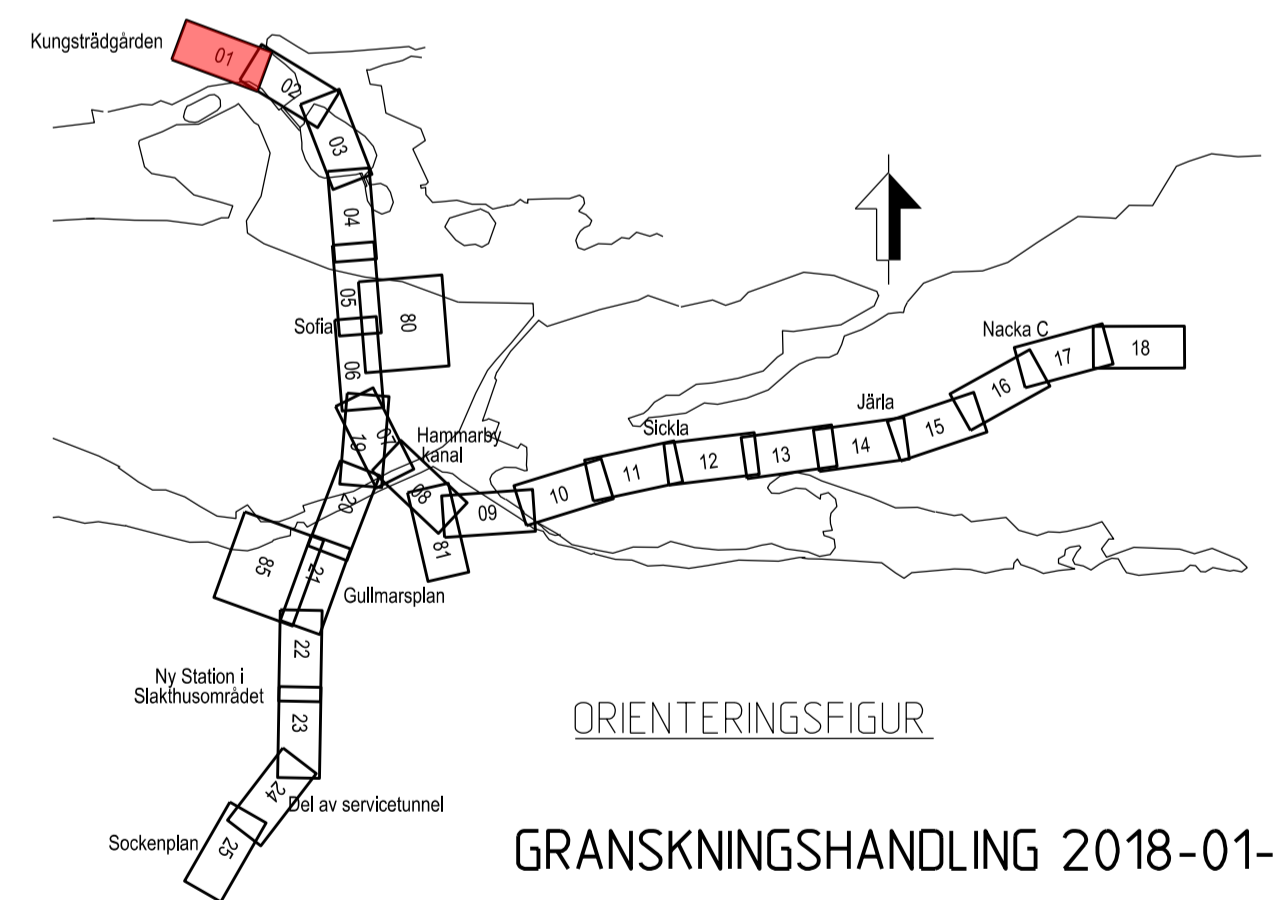 Kungsträdgården
01
02
03
04
05
80
Sofia
06
19
07
Hammarby
kanal
08
09
81
10
11
Sickla
12
13
Järla
14
15
16
Nacka C
17
18
20
85
21
Gullmarsplan
22
Ny Station i
Slakthusområdet
23
24
Del av servicetunnel
Sockenplan
25
ORIENTERINGSFIGUR
GRANSKNINGSHANDLING 2018-01-